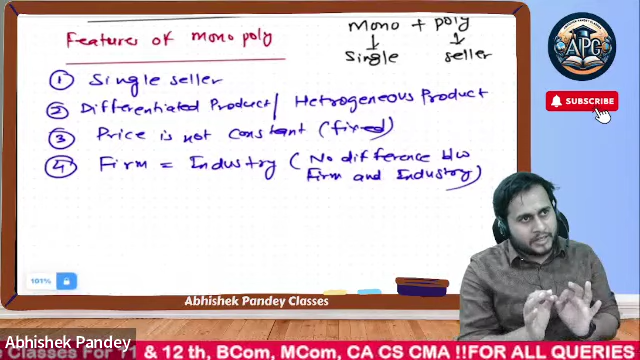 Features of monopoly
mono + poly
↓ ↓
Single seller
① Single seller
② Differentiated Product/ Hetrogeneous Product
③ Price is not constant (fixed)
④ Firm = Industry (No difference b/w
Firm and Industry)
APG
SUBSCRIBE
101%
Abhishek Pandey Classes
Abhishek Pandey
e Classes For 11 & 12 th, BCom, MCom, CA CS CMA !!FOR ALL QUERIES